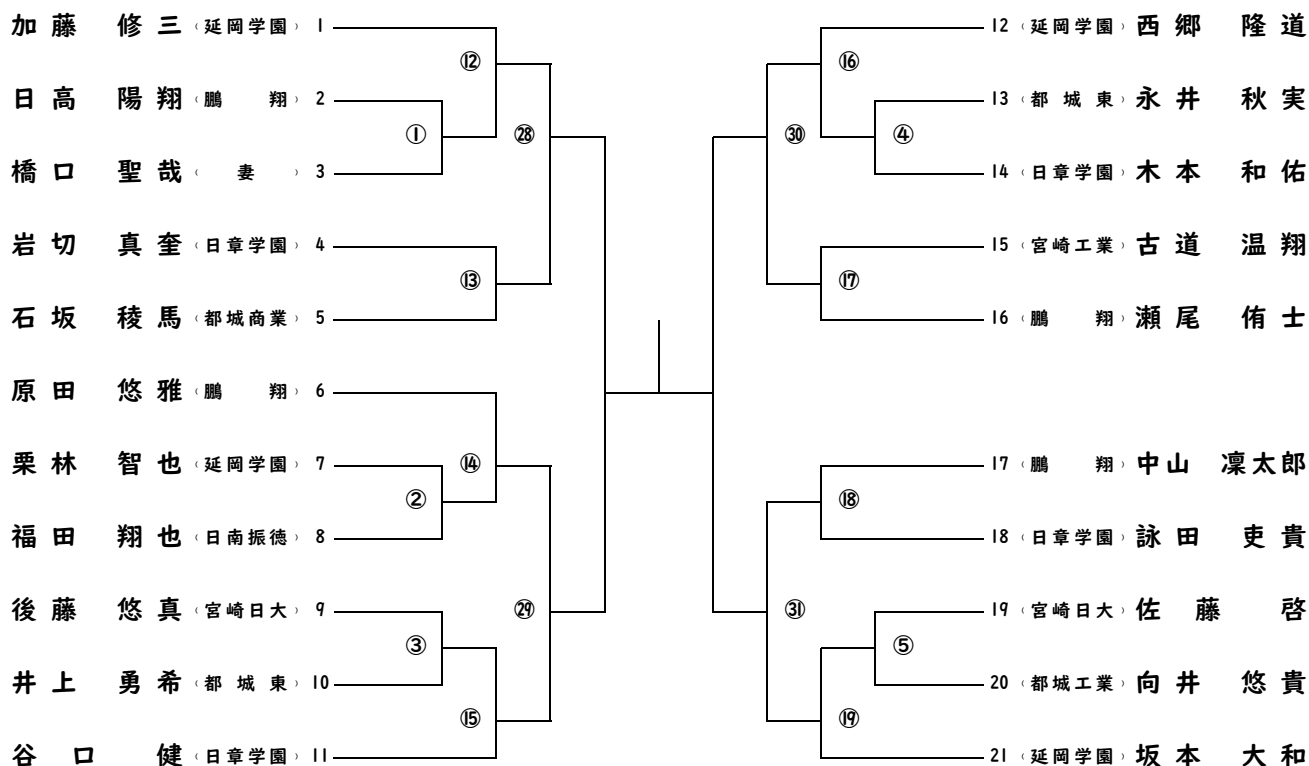 加藤 修三 (延岡学園) 1
⑫
日高 陽翔 (鵬 翔) 2
①
㉘
橋口 聖哉 (妻) 3
岩切 真奎 (日章学園) 4
⑬
石坂 稜馬 (都城商業) 5
原田 悠雅 (鵬 翔) 6
栗林 智也 (延岡学園) 7
⑭
②
福田 翔也 (日南振徳) 8
後藤 悠真 (宮崎日大) 9
㉙
③
井上 勇希 (都城東) 10
⑮
谷口 健 (日章学園) 11
12 (延岡学園) 西郷 隆道
⑯
13 (都城東) 永井 秋実
㉚
④
14 (日章学園) 木本 和佑
15 (宮崎工業) 古道 温翔
⑰
16 (鵬 翔) 瀬尾 侑士
17 (鵬 翔) 中山 凜太郎
⑱
18 (日章学園) 詠田 吏貴
19 (宮崎日大) 佐藤 啓
㉛
⑤
20 (都城工業) 向井 悠貴
⑲
21 (延岡学園) 坂本 大和